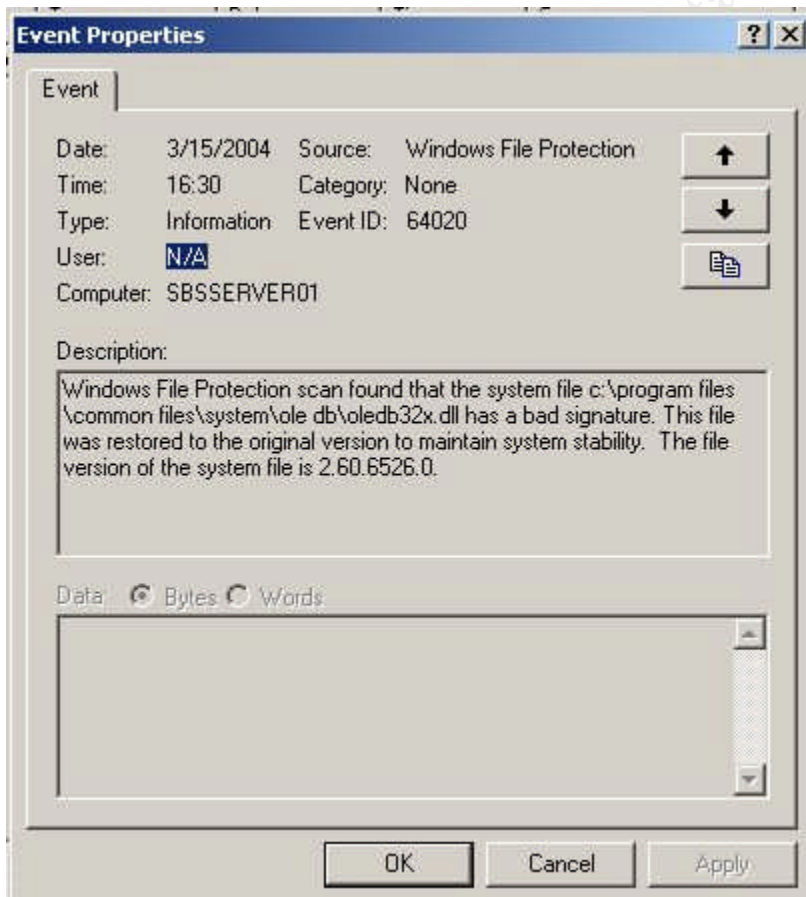 Event Properties
Event
Date: 3/15/2004 Source: Windows File Protection
Time: 16:30 Category: None
Type: Information Event ID: 64020
User: N/A
Computer: SBSSERVER01
Description:
Windows File Protection scan found that the system file c:\program files
\common files\system\ole db\oledb32x.dll has a bad signature. This file
was restored to the original version to maintain system stability. The file
version of the system file is 2.60.6526.0.
Data: Bytes Words
OK Cancel Apply